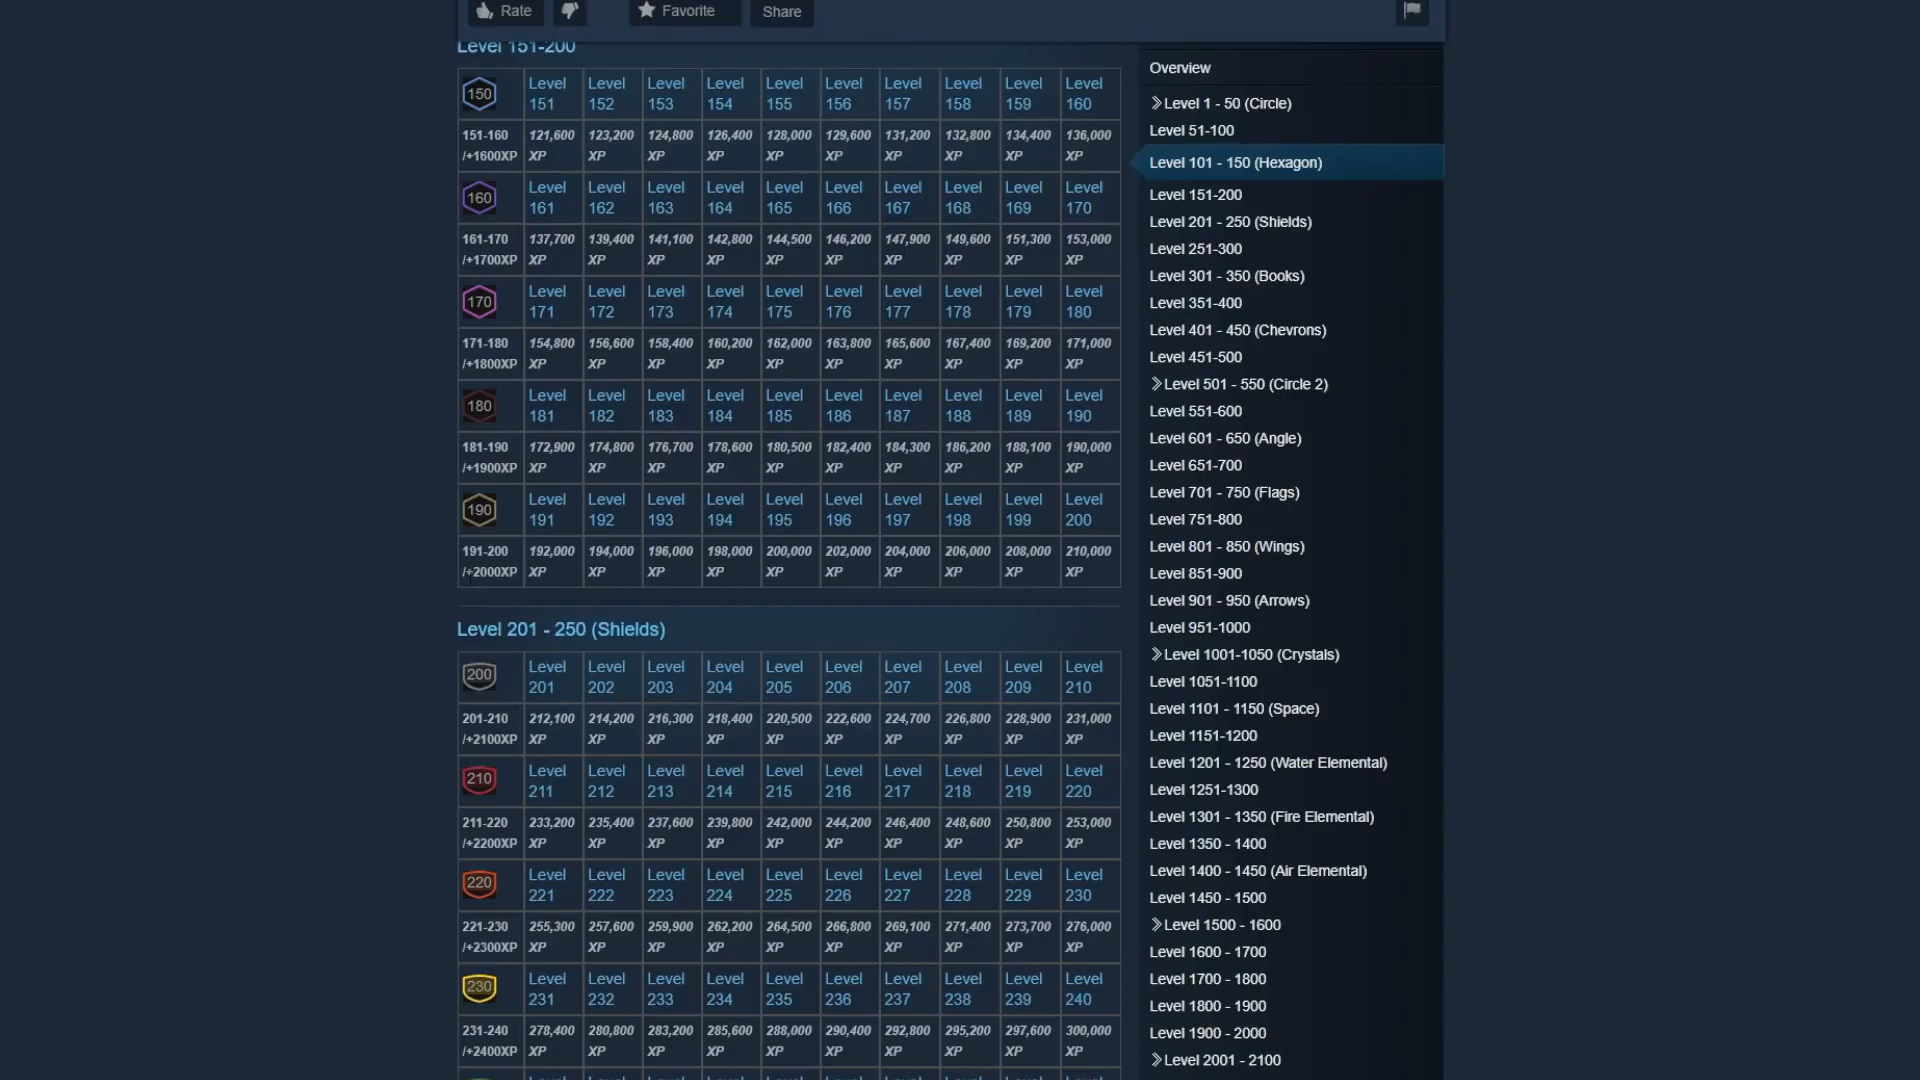 Rate
Favorite
Share
Level 151-200
150 Level 151 Level 152 Level 153 Level 154 Level 155 Level 156 Level 157 Level 158 Level 159 Level 160
151-160 /+1600XP 121,600 XP 123,200 XP 124,800 XP 126,400 XP 128,000 XP 129,600 XP 131,200 XP 132,800 XP 134,400 XP 136,000 XP
160 Level 161 Level 162 Level 163 Level 164 Level 165 Level 166 Level 167 Level 168 Level 169 Level 170
161-170 /+1700XP 137,700 XP 139,400 XP 141,100 XP 142,800 XP 144,500 XP 146,200 XP 147,900 XP 149,600 XP 151,300 XP 153,000 XP
170 Level 171 Level 172 Level 173 Level 174 Level 175 Level 176 Level 177 Level 178 Level 179 Level 180
171-180 /+1800XP 154,800 XP 156,600 XP 158,400 XP 160,200 XP 162,000 XP 163,800 XP 165,600 XP 167,400 XP 169,200 XP 171,000 XP
180 Level 181 Level 182 Level 183 Level 184 Level 185 Level 186 Level 187 Level 188 Level 189 Level 190
181-190 /+1900XP 172,900 XP 174,800 XP 176,700 XP 178,600 XP 180,500 XP 182,400 XP 184,300 XP 186,200 XP 188,100 XP 190,000 XP
190 Level 191 Level 192 Level 193 Level 194 Level 195 Level 196 Level 197 Level 198 Level 199 Level 200
191-200 /+2000XP 192,000 XP 194,000 XP 196,000 XP 198,000 XP 200,000 XP 202,000 XP 204,000 XP 206,000 XP 208,000 XP 210,000 XP
Level 201 - 250 (Shields)
200 Level 201 Level 202 Level 203 Level 204 Level 205 Level 206 Level 207 Level 208 Level 209 Level 210
201-210 /+2100XP 212,100 XP 214,200 XP 216,300 XP 218,400 XP 220,500 XP 222,600 XP 224,700 XP 226,800 XP 228,900 XP 231,000 XP
210 Level 211 Level 212 Level 213 Level 214 Level 215 Level 216 Level 217 Level 218 Level 219 Level 220
211-220 /+2200XP 233,200 XP 235,400 XP 237,600 XP 239,800 XP 242,000 XP 244,200 XP 246,400 XP 248,600 XP 250,800 XP 253,000 XP
220 Level 221 Level 222 Level 223 Level 224 Level 225 Level 226 Level 227 Level 228 Level 229 Level 230
221-230 /+2300XP 255,300 XP 257,600 XP 259,900 XP 262,200 XP 264,500 XP 266,800 XP 269,100 XP 271,400 XP 273,700 XP 276,000 XP
230 Level 231 Level 232 Level 233 Level 234 Level 235 Level 236 Level 237 Level 238 Level 239 Level 240
231-240 /+2400XP 278,400 XP 280,800 XP 283,200 XP 285,600 XP 288,000 XP 290,400 XP 292,800 XP 295,200 XP 297,600 XP 300,000 XP
Overview
Level 1 - 50 (Circle)
Level 51-100
Level 101 - 150 (Hexagon)
Level 151-200
Level 201 - 250 (Shields)
Level 251-300
Level 301 - 350 (Books)
Level 351-400
Level 401 - 450 (Chevrons)
Level 451-500
Level 501 - 550 (Circle 2)
Level 551-600
Level 601 - 650 (Angle)
Level 651-700
Level 701 - 750 (Flags)
Level 751-800
Level 801 - 850 (Wings)
Level 851-900
Level 901 - 950 (Arrows)
Level 951-1000
Level 1001-1050 (Crystals)
Level 1051-1100
Level 1101 - 1150 (Space)
Level 1151-1200
Level 1201 - 1250 (Water Elemental)
Level 1251-1300
Level 1301 - 1350 (Fire Elemental)
Level 1350 - 1400
Level 1400 - 1450 (Air Elemental)
Level 1450 - 1500
Level 1500 - 1600
Level 1600 - 1700
Level 1700 - 1800
Level 1800 - 1900
Level 1900 - 2000
Level 2001 - 2100